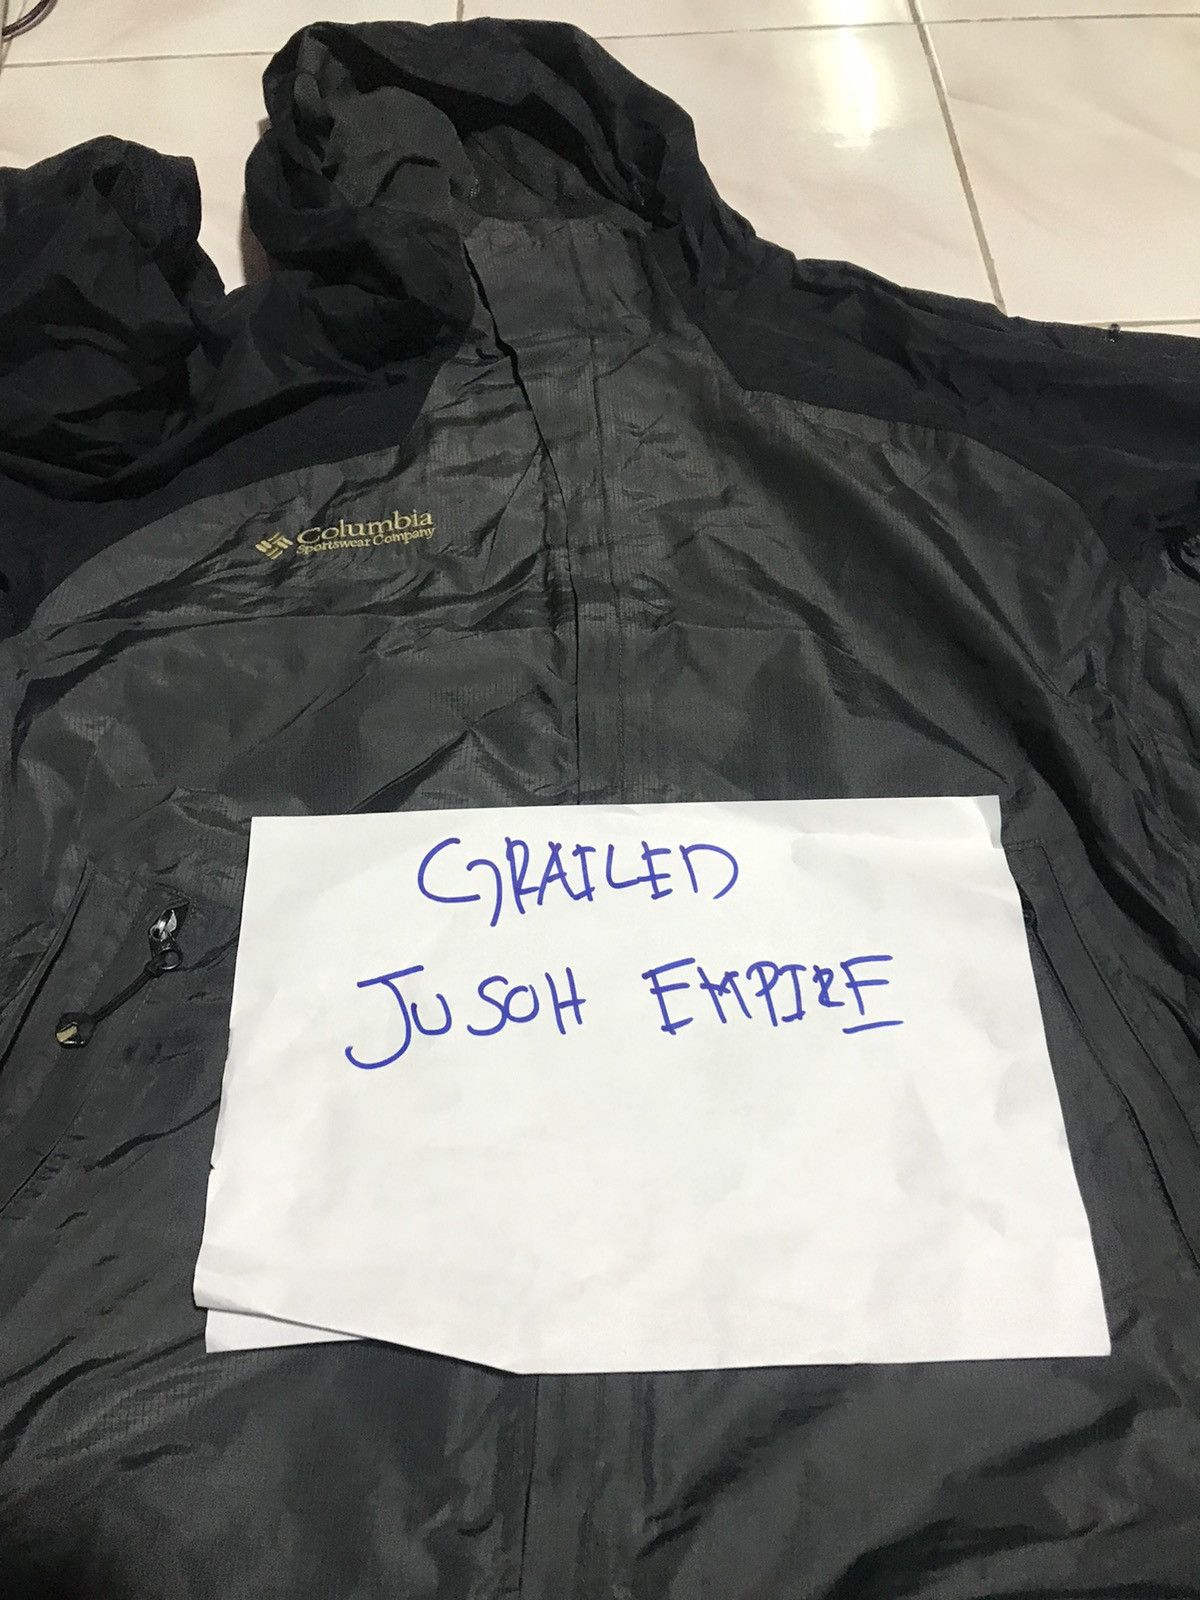 Columbia
Sportswear Company
GRAILED
JUSOH EMPIRE